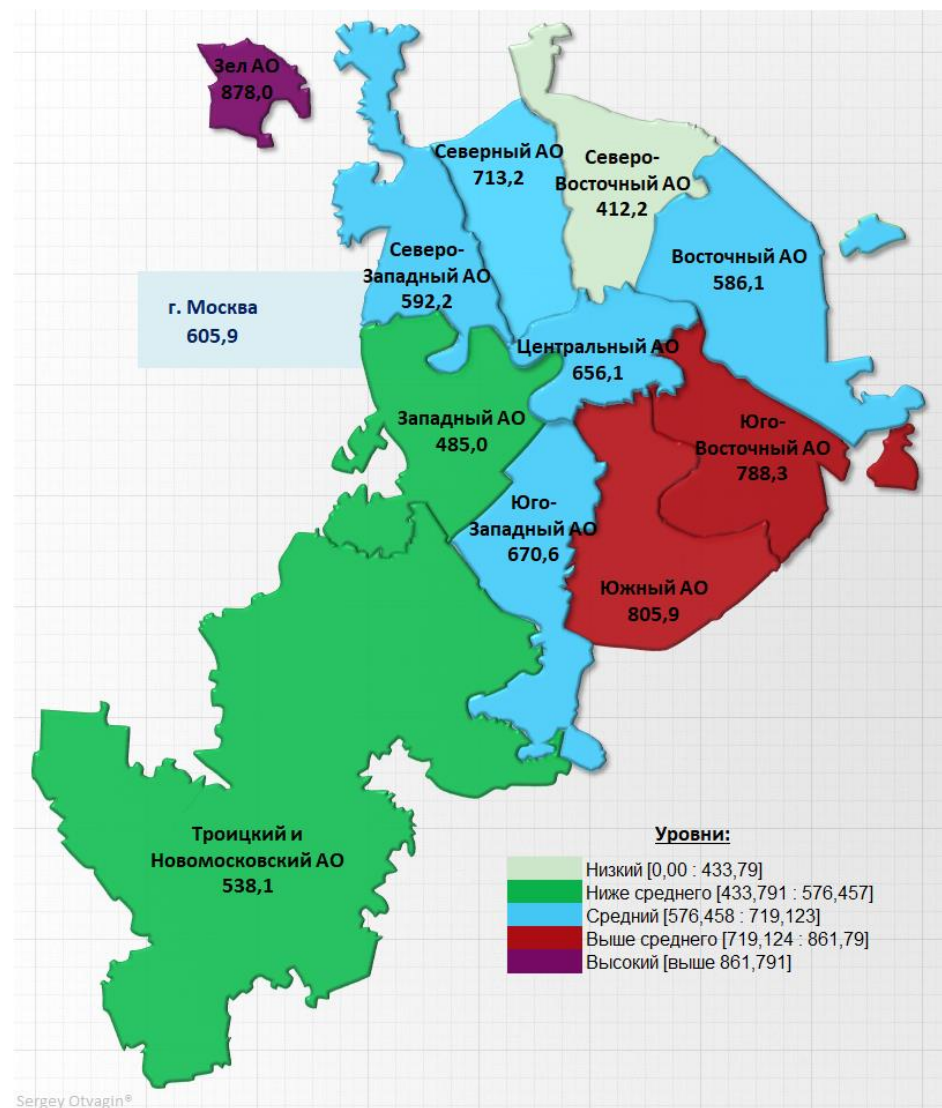 Зел АО
878,0
Северный АО
713,2
Северо-
Восточный АО
412,2
Северо-
Западный АО
592,2
Восточный АО
586,1
г. Москва
605,9
Центральный АО
656,1
Западный АО
485,0
Юго-
Восточный АО
788,3
Юго-
Западный АО
670,6
Южный АО
805,9
Троицкий и
Новомосковский АО
538,1
Уровни:
Низкий [0,00 : 433,79]
Ниже среднего [433,791 : 576,457]
Средний [576,458 : 719,123]
Выше среднего [719,124 : 861,79]
Высокий [выше 861,791]
Sergey Otvagin®